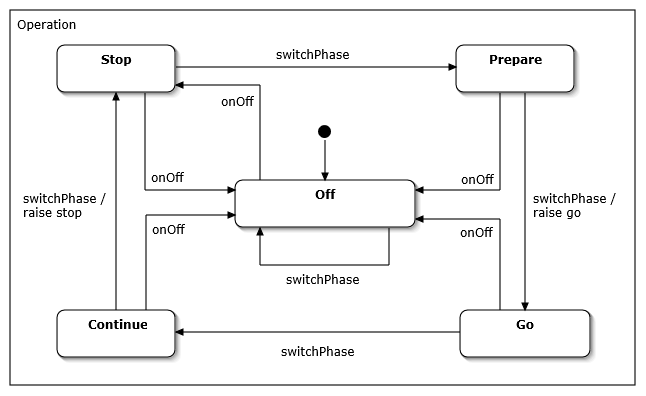 Operation
Stop
switchPhase
Prepare
onOff
onOff
onOff
Off
switchPhase /
raise stop
switchPhase /
raise go
onOff
onOff
switchPhase
Continue
Go
switchPhase